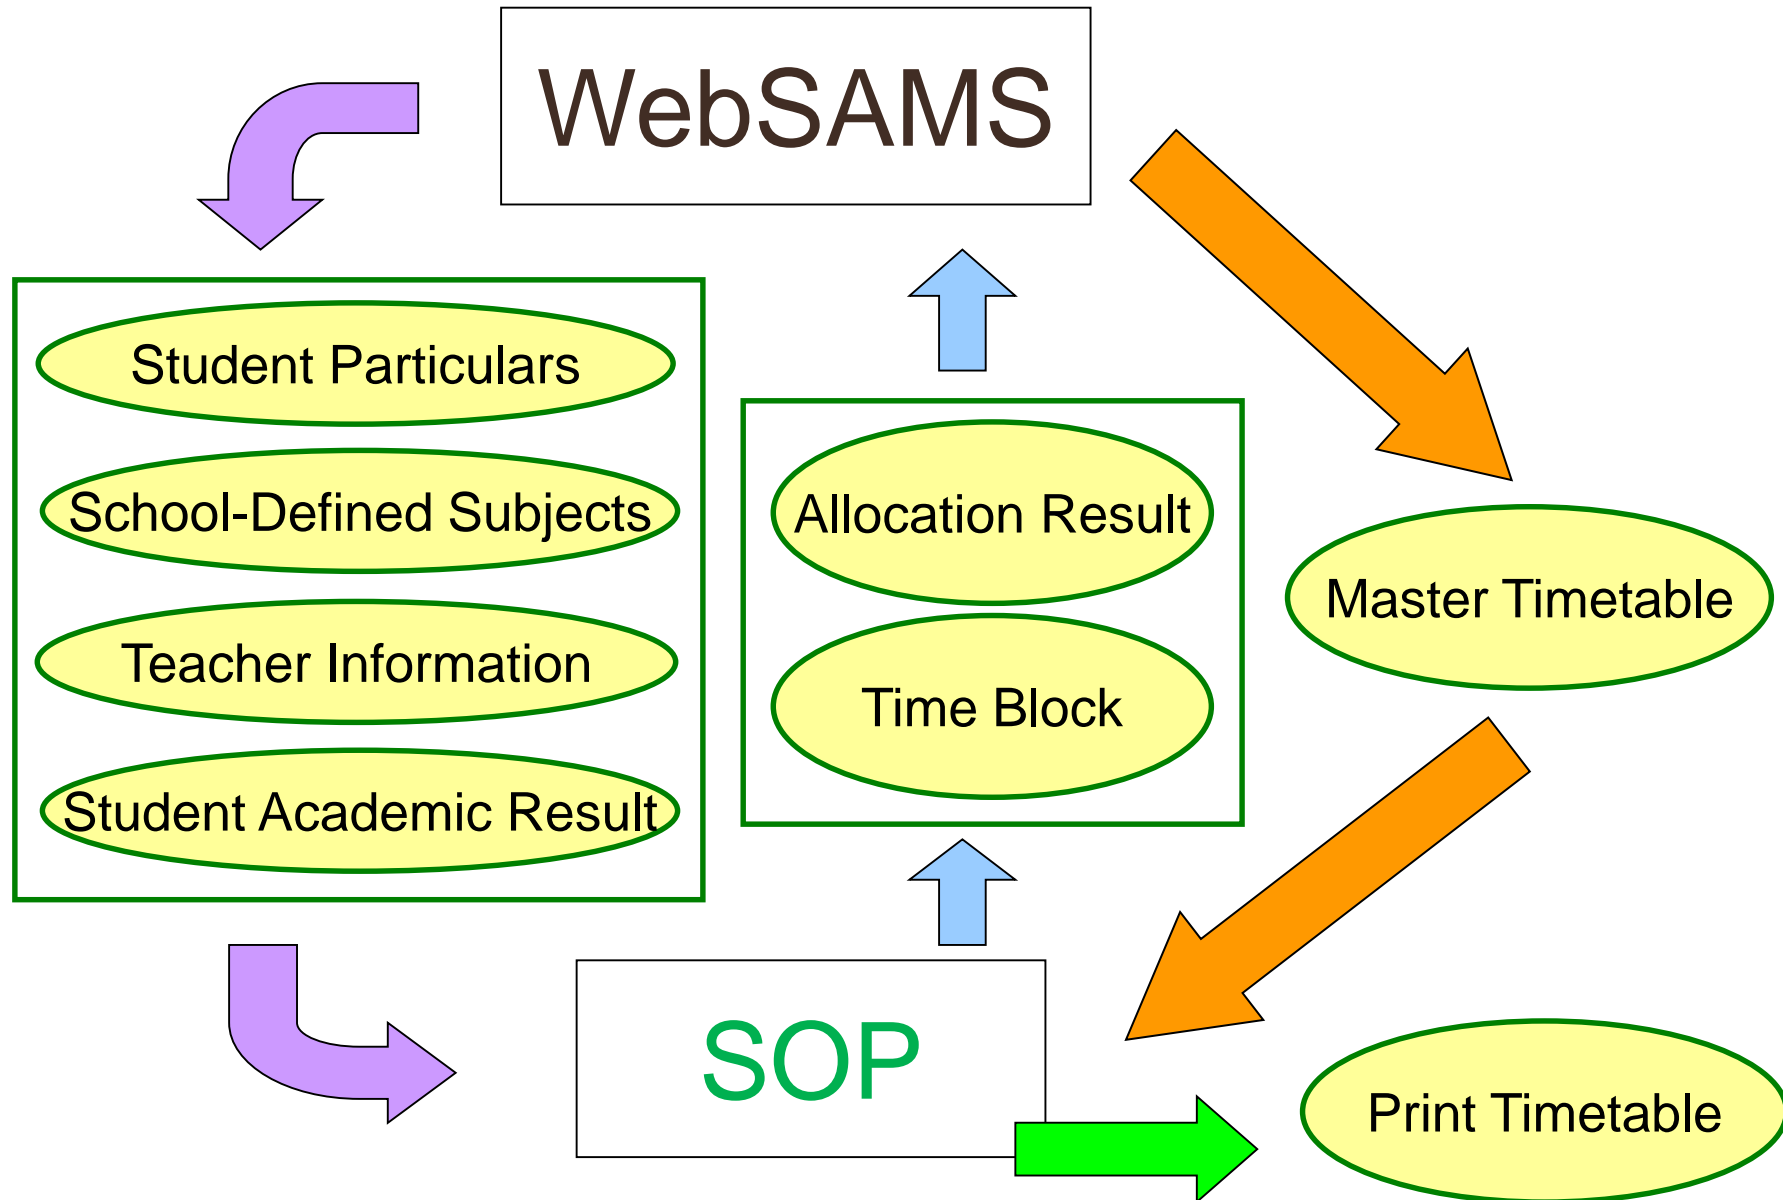 WebSAMS
Student Particulars
School-Defined Subjects
Teacher Information
Student Academic Result
Allocation Result
Time Block
Master Timetable
SOP
Print Timetable